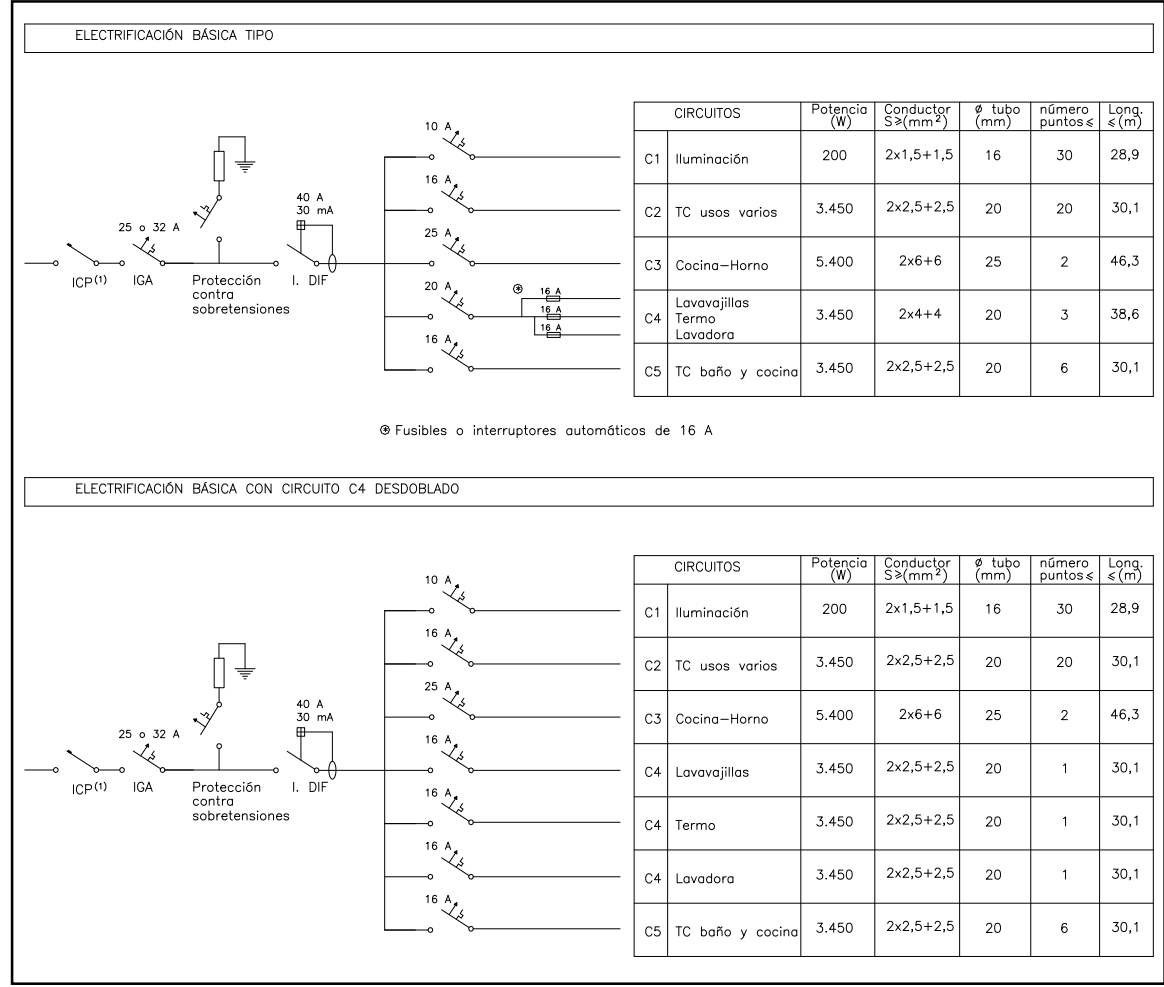 ELECTRIFICACIÓN BÁSICA TIPO
10 A
16 A
25 A
20 A
16 A
40 A
30 mA
25 o 32 A
ICP(1)
IGA
Protección
contra
sobretensiones
I. DIF
⊛
16 A
16 A
16 A
CIRCUITOS Potencia (W) Conductor S≥(mm²) ø tubo (mm) número puntos≤ Long. ≤(m)
C1 Iluminación 200 2x1,5+1,5 16 30 28,9
C2 TC usos varios 3.450 2x2,5+2,5 20 20 30,1
C3 Cocina–Horno 5.400 2x6+6 25 2 46,3
C4 Lavavajillas Termo Lavadora 3.450 2x4+4 20 3 38,6
C5 TC baño y cocina 3.450 2x2,5+2,5 20 6 30,1
⊛ Fusibles o interruptores automáticos de 16 A
ELECTRIFICACIÓN BÁSICA CON CIRCUITO C4 DESDOBLADO
10 A
16 A
25 A
16 A
16 A
16 A
16 A
40 A
30 mA
25 o 32 A
ICP(1)
IGA
Protección
contra
sobretensiones
I. DIF
CIRCUITOS Potencia (W) Conductor S≥(mm²) ø tubo (mm) número puntos≤ Long. ≤(m)
C1 Iluminación 200 2x1,5+1,5 16 30 28,9
C2 TC usos varios 3.450 2x2,5+2,5 20 20 30,1
C3 Cocina–Horno 5.400 2x6+6 25 2 46,3
C4 Lavavajillas 3.450 2x2,5+2,5 20 1 30,1
C4 Termo 3.450 2x2,5+2,5 20 1 30,1
C4 Lavadora 3.450 2x2,5+2,5 20 1 30,1
C5 TC baño y cocina 3.450 2x2,5+2,5 20 6 30,1